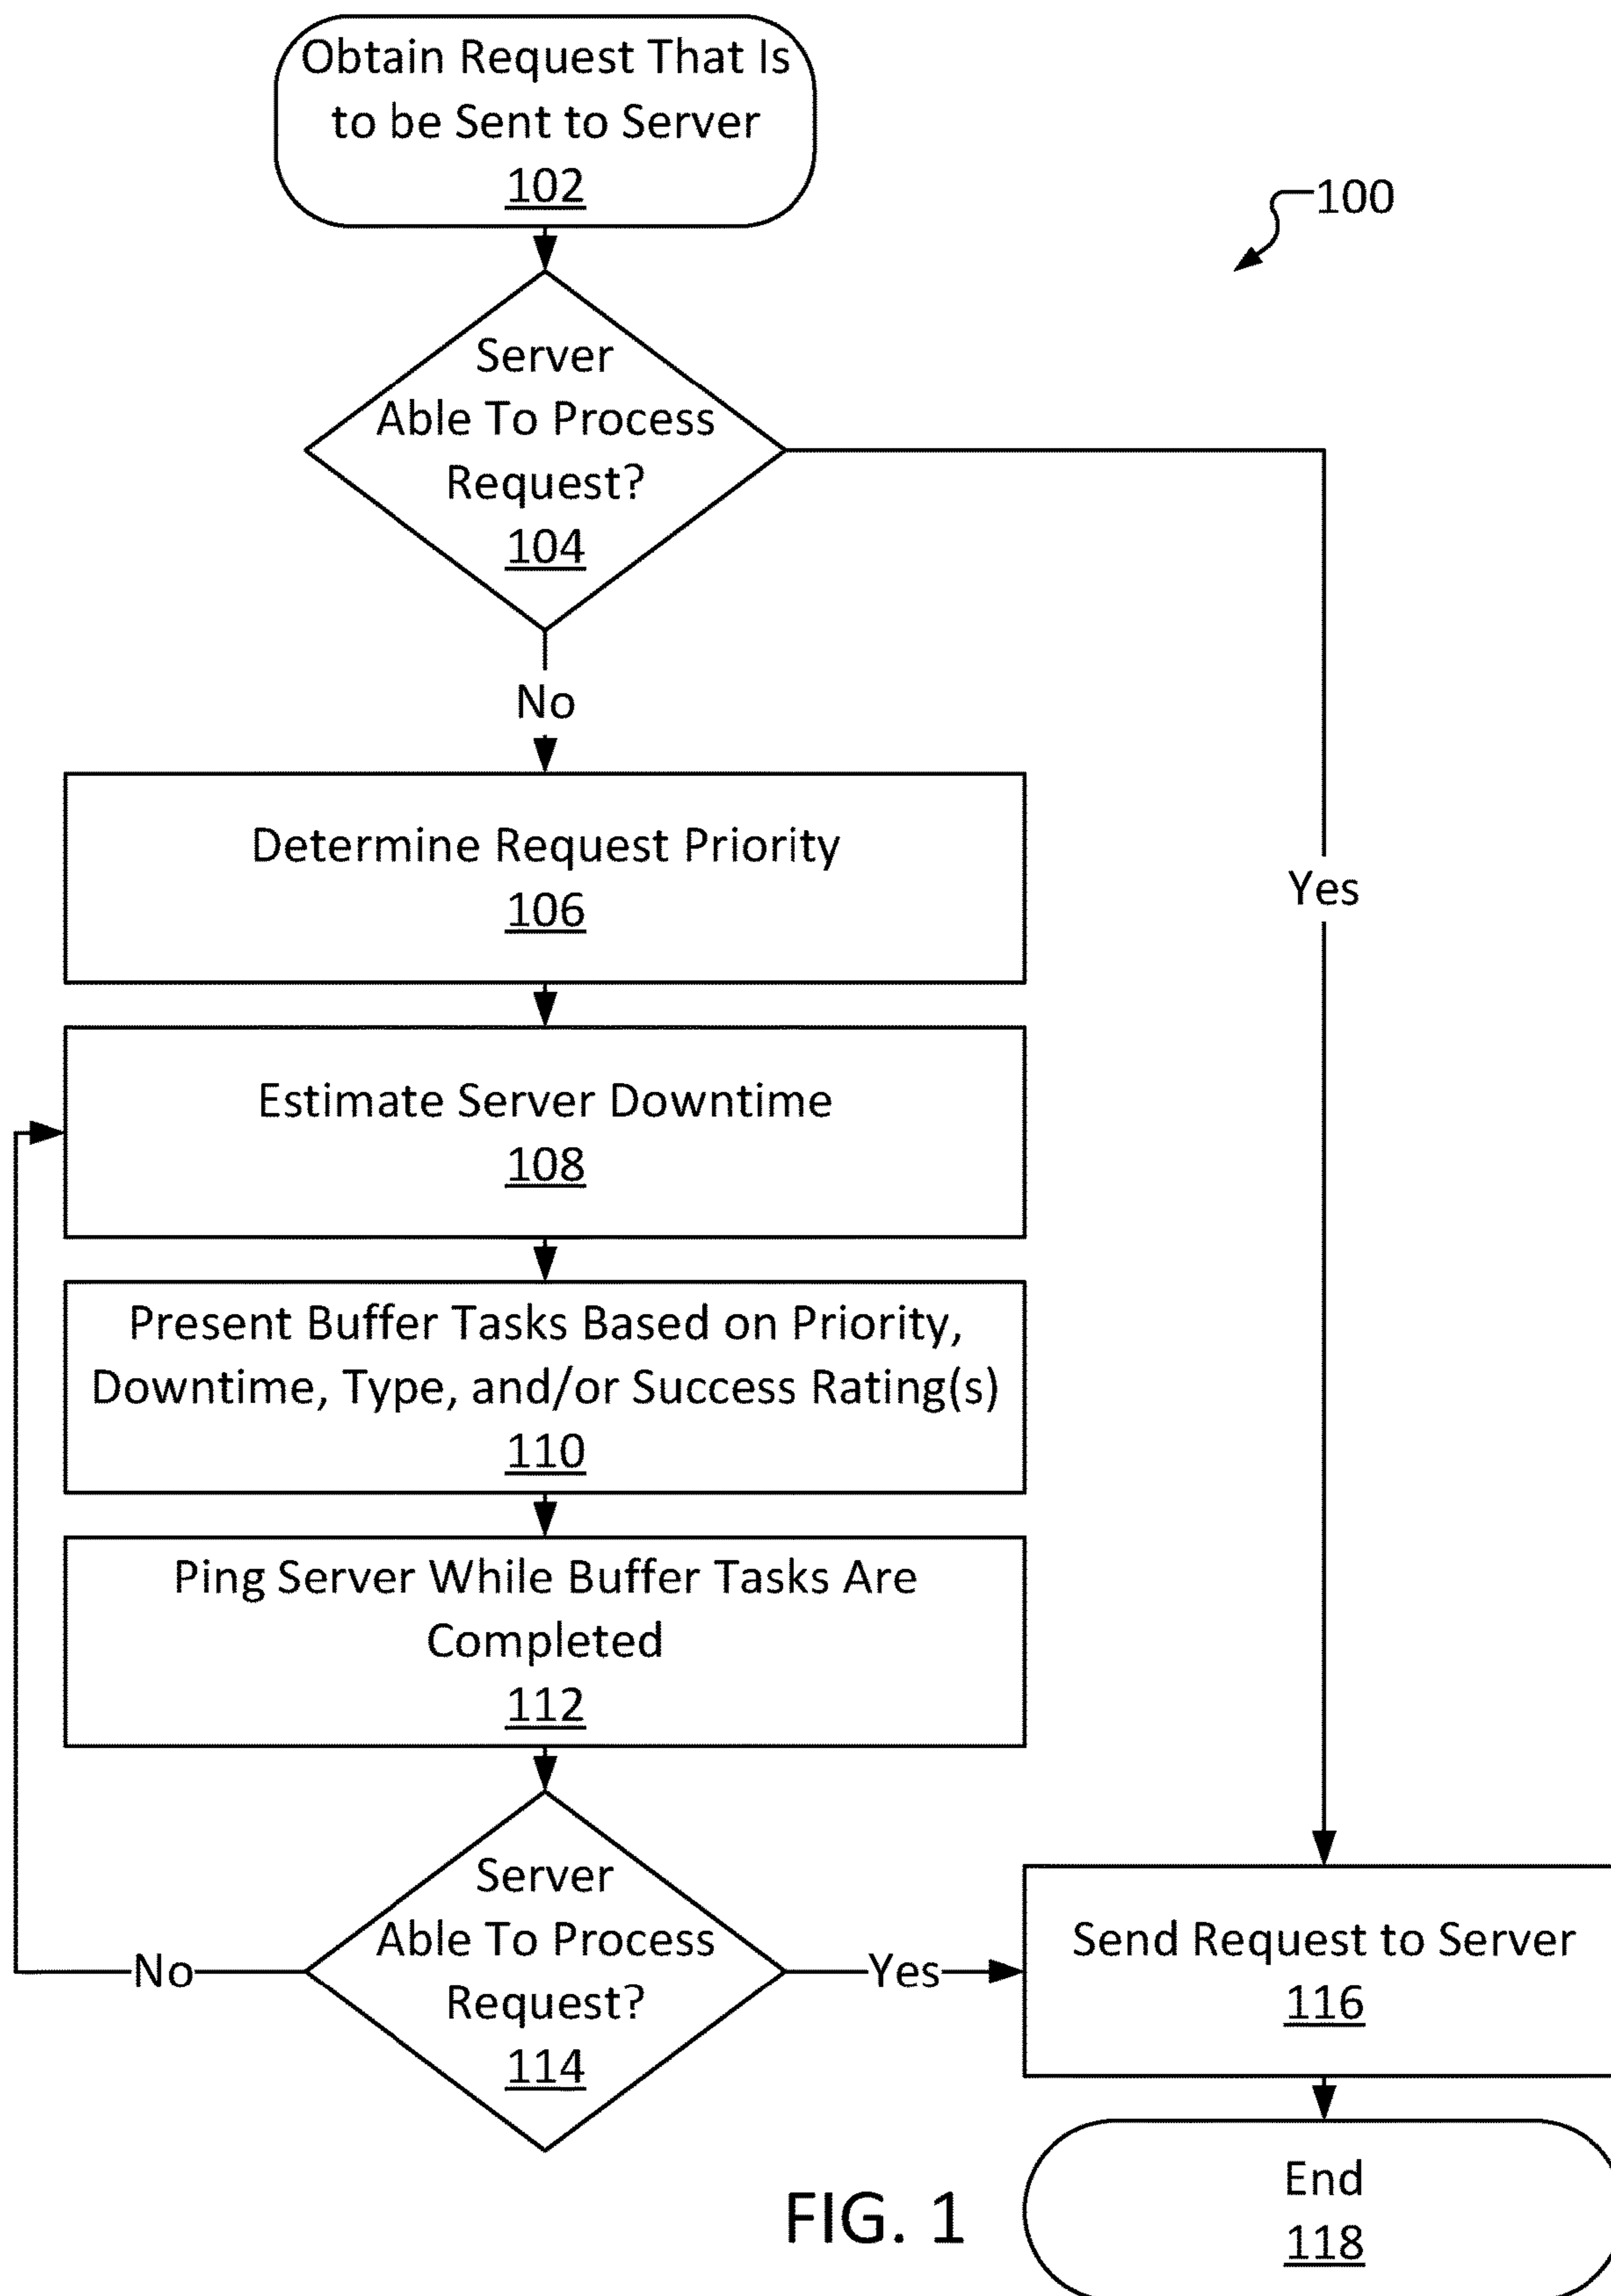 Obtain Request That Is
to be Sent to Server
102
100
Server
Able To Process
Request?
104
No
Yes
Determine Request Priority
106
Estimate Server Downtime
108
Present Buffer Tasks Based on Priority,
Downtime, Type, and/or Success Rating(s)
110
Ping Server While Buffer Tasks Are
Completed
112
Server
Able To Process
Request?
114
No
Yes
Send Request to Server
116
End
118
FIG. 1